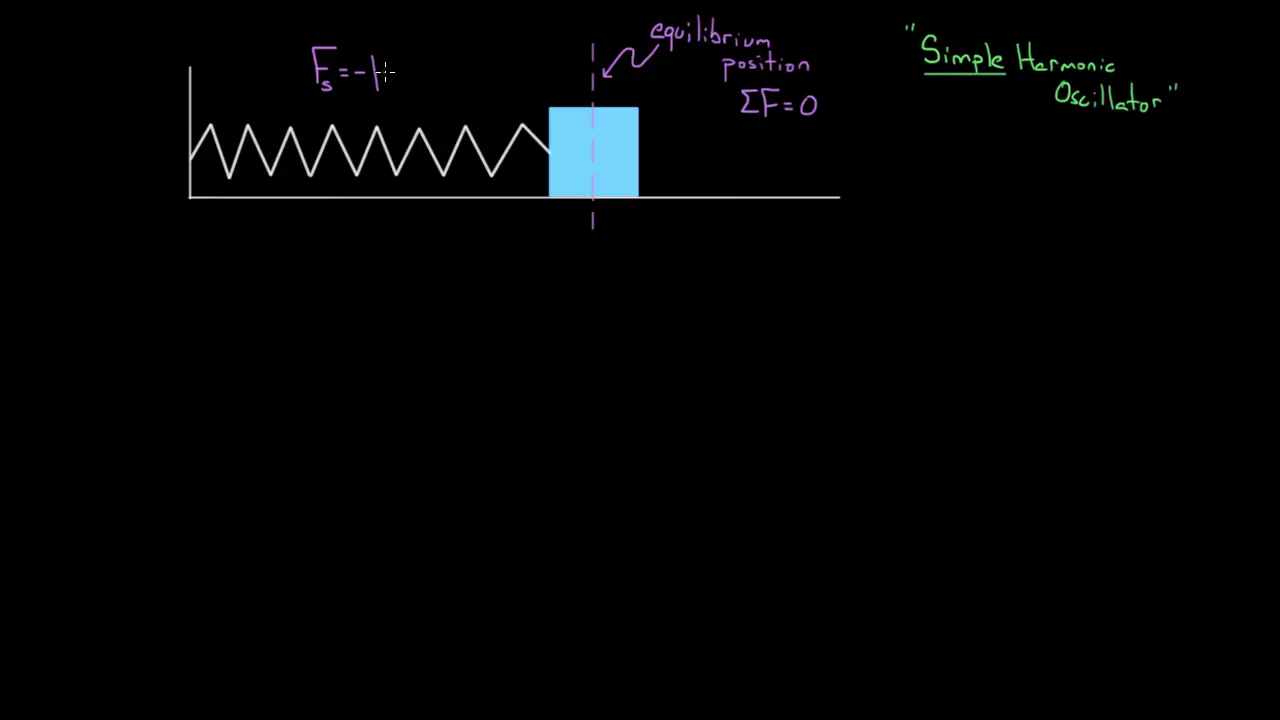 Fs = -
equilibrium
position
ΣF = 0
"Simple Harmonic
Oscillator"